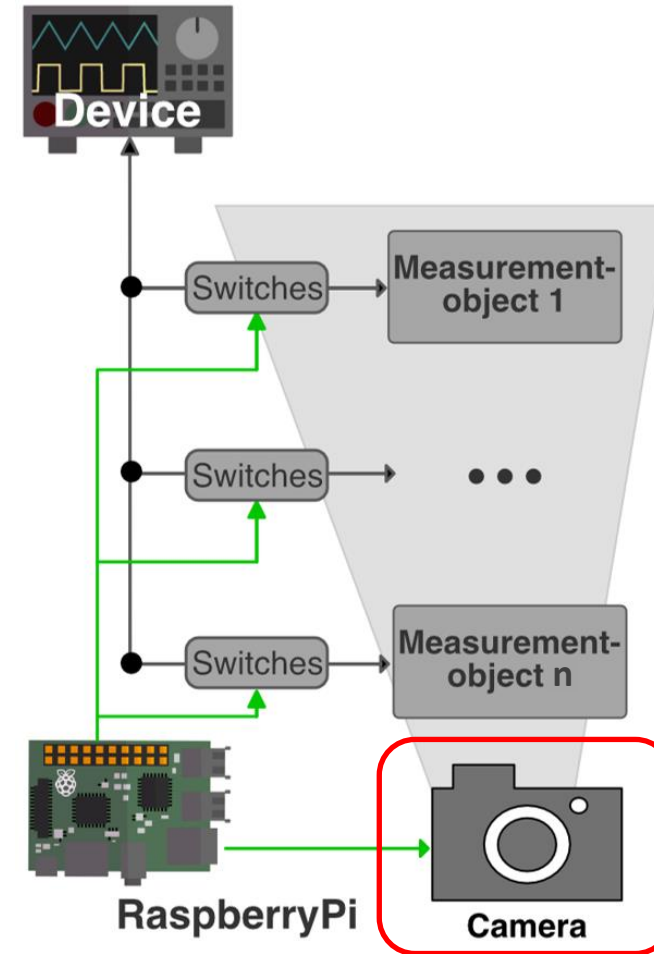 Device
Switches
Measurement-
object 1
Switches
Switches
Measurement-
object n
RaspberryPi
Camera